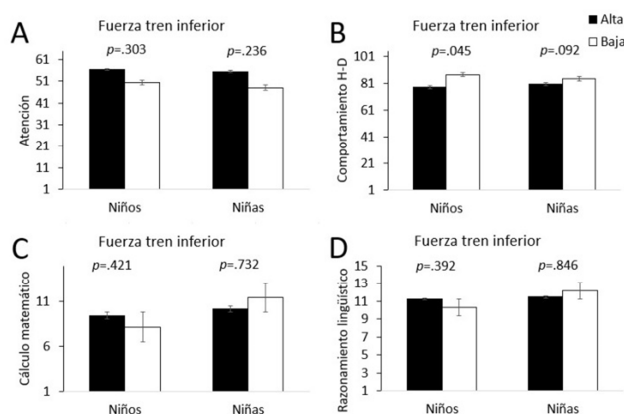 A
Fuerza tren inferior
p=.303
p=.236
61
51
41
31
21
11
1
Atención
Niños
Niñas
B
Fuerza tren inferior
p=.045
p=.092
101
81
61
41
21
1
Comportamiento H-D
Niños
Niñas
Alta
Baja
C
Fuerza tren inferior
p=.421
p=.732
11
6
1
Cálculo matemático
Niños
Niñas
D
Fuerza tren inferior
p=.392
p=.846
15
13
11
9
7
5
3
1
Razonamiento lingüístico
Niños
Niñas